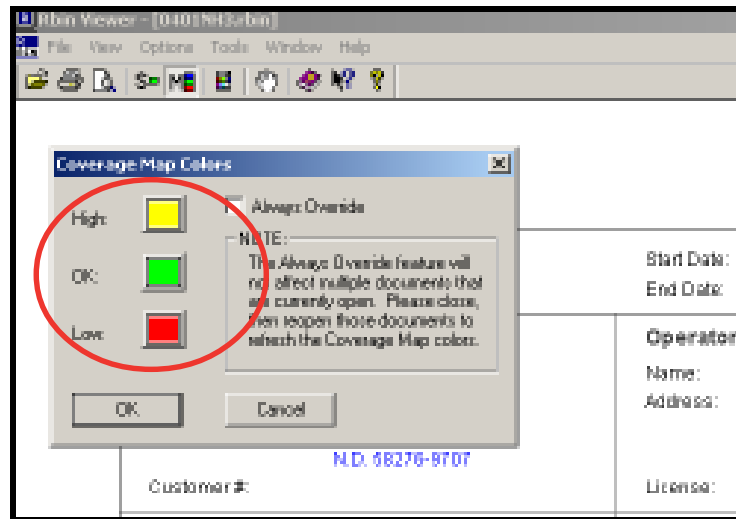 Rbin Viewer - [0401NH3.rbin]
File View Options Tools Window Help
Coverage Map Colors
High:
Always Override
NOTE:
The Always Override feature will
not affect multiple documents that
are currently open. Please close,
then reopen those documents to
refresh the Coverage Map colors.
OK:
Low:
OK
Cancel
Start Date:
End Date:
Operator
Name:
Address:
N.D. 58276-9707
Customer #:
License: